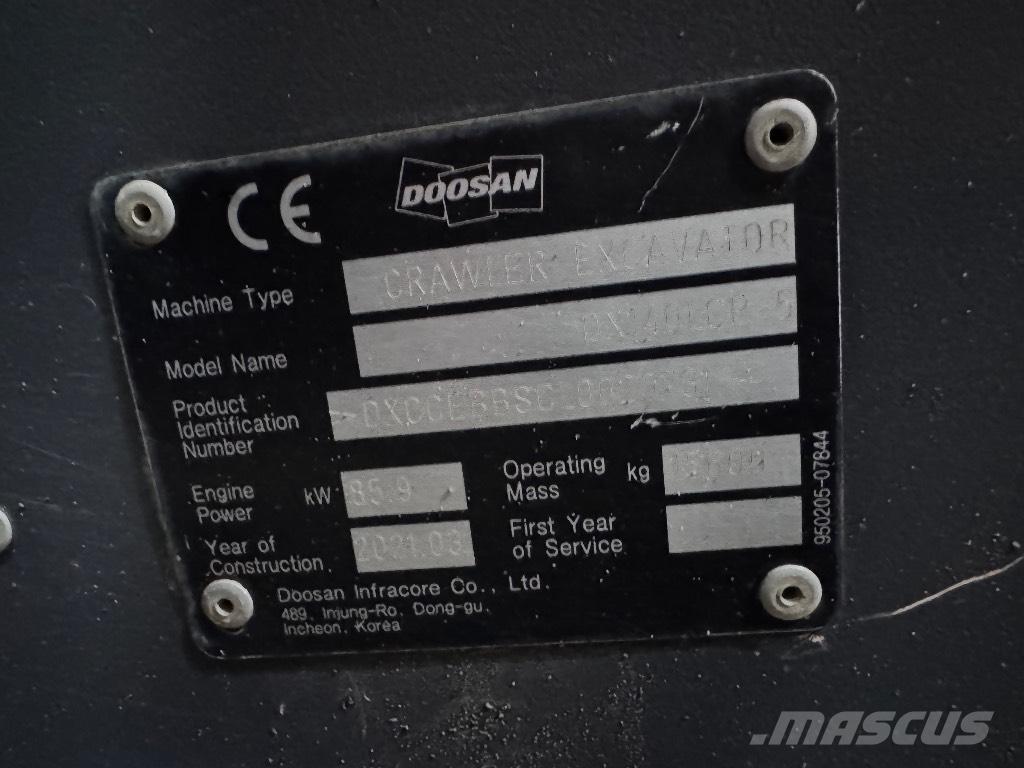 CE DOOSAN
Machine Type CRAWLER EXCAVATOR
Model Name
Product
Identification
Number
Engine
Power kW 85.9
Operating
Mass kg
Year of
Construction 2021.03
First Year
of Service
Doosan Infracore Co., Ltd.
489, Injung-Ro, Dong-gu,
Incheon, Korea
950205-07844
MASCUS